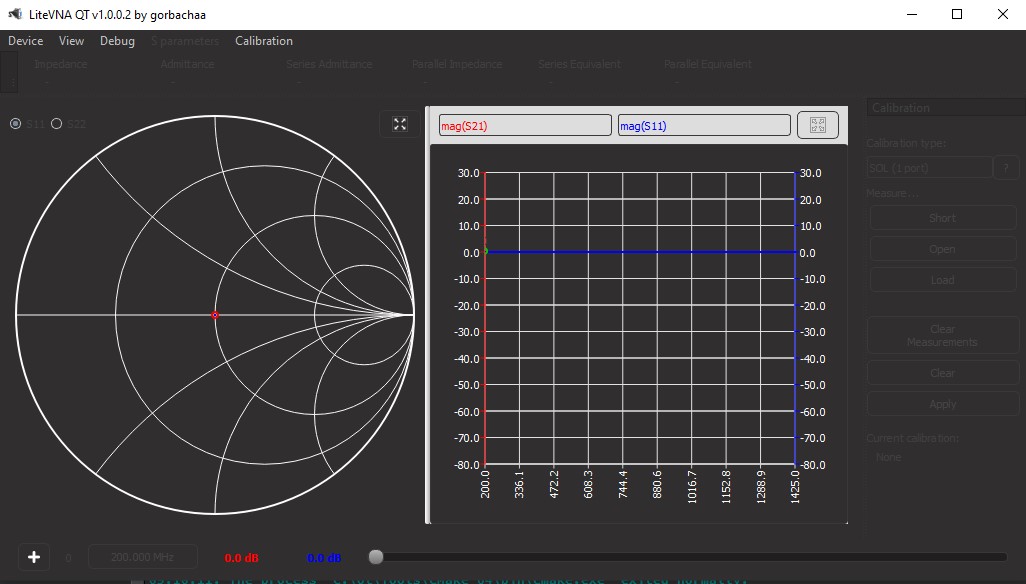 LiteVNA QT v1.0.0.2 by gorbachaa
Device View Debug S parameters Calibration
Impedance Admittance Series Admittance Parallel Impedance Series Equivalent Parallel Equivalent
- - - - - -
S11 S22
mag(S21) mag(S11)
30.0 30.0
20.0 20.0
10.0 10.0
0.0 0.0
-10.0 -10.0
-20.0 -20.0
-30.0 -30.0
-40.0 -40.0
-50.0 -50.0
-60.0 -60.0
-70.0 -70.0
-80.0 -80.0
200.0 336.1 472.2 608.3 744.4 880.6 1016.7 1152.8 1288.9 1425.0
Calibration
Calibration type:
SOL (1 port) ?
Measure...
Short
Open
Load
Clear
Measurements
Clear
Apply
Current calibration:
None
+ 0 200.000 MHz 0.0 dB 0.0 dB